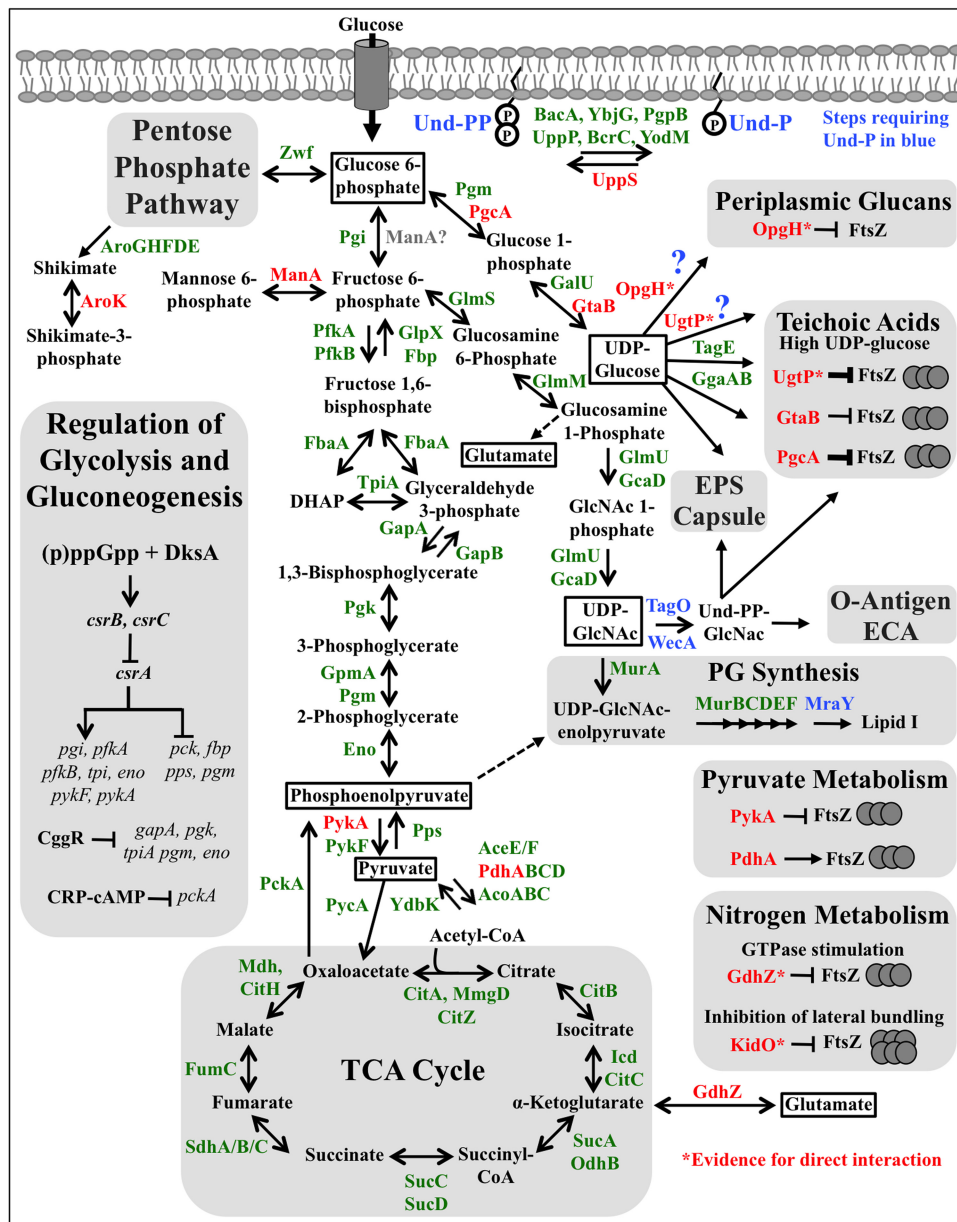 Glucose
Und-PP
P
P
BacA, YbjG, PgpB
UppP, BcrC, YodM
UppS
P
Und-P
Steps requiring
Und-P in blue
Pentose
Phosphate
Pathway
Zwf
Glucose 6-
phosphate
Pgm
PgcA
Glucose 1-
phosphate
Periplasmic Glucans
OpgH*
FtsZ
AroGHFDE
Shikimate
AroK
Shikimate-3-
phosphate
Pgi
ManA?
Mannose 6-
phosphate
ManA
Fructose 6-
phosphate
GalU
GtaB
OpgH*
?
UgtP*
?
TagE
GgaAB
UDP-
Glucose
Teichoic Acids
High UDP-glucose
UgtP*
FtsZ
GtaB
FtsZ
PgcA
FtsZ
GlmS
Glucosamine
6-Phosphate
PfkA
PfkB
GlpX
Fbp
GlmM
Fructose 1,6-
bisphosphate
Glucosamine
1-Phosphate
Glutamate
FbaA
FbaA
TpiA
DHAP
Glyceraldehyde
3-phosphate
GlmU
GcaD
EPS
Capsule
GlcNAc 1-
phosphate
GapA
GapB
GlmU
GcaD
1,3-Bisphosphoglycerate
Pgk
UDP-
GlcNAc
TagO
WecA
Und-PP-
GlcNac
O-Antigen
ECA
3-Phosphoglycerate
GpmA
Pgm
MurA
PG Synthesis
UDP-GlcNAc-
enolpyruvate
MurBCDEF
MraY
Lipid I
2-Phosphoglycerate
Eno
Phosphoenolpyruvate
Regulation of
Glycolysis and
Gluconeogenesis
(p)ppGpp + DksA
csrB, csrC
csrA
pgi, pfkA
pfkB, tpi, eno
pykF, pykA
pck, fbp
pps, pgm
CggR
gapA, pgk,
tpiA pgm, eno
CRP-cAMP
pckA
PykA
PykF
Pps
Pyruvate
AceE/F
PdhABCD
AcoABC
PckA
PycA
YdbK
Pyruvate Metabolism
PykA
FtsZ
PdhA
FtsZ
Nitrogen Metabolism
GTPase stimulation
GdhZ*
FtsZ
Inhibition of lateral bundling
KidO*
FtsZ
Acetyl-CoA
Oxaloacetate
Citrate
Mdh,
CitH
CitA, MmgD
CitZ
CitB
Malate
Isocitrate
TCA Cycle
FumC
Icd
CitC
Fumarate
α-Ketoglutarate
GdhZ
Glutamate
SdhA/B/C
Succinate
Succinyl-
CoA
SucA
OdhB
SucC
SucD
*Evidence for direct interaction